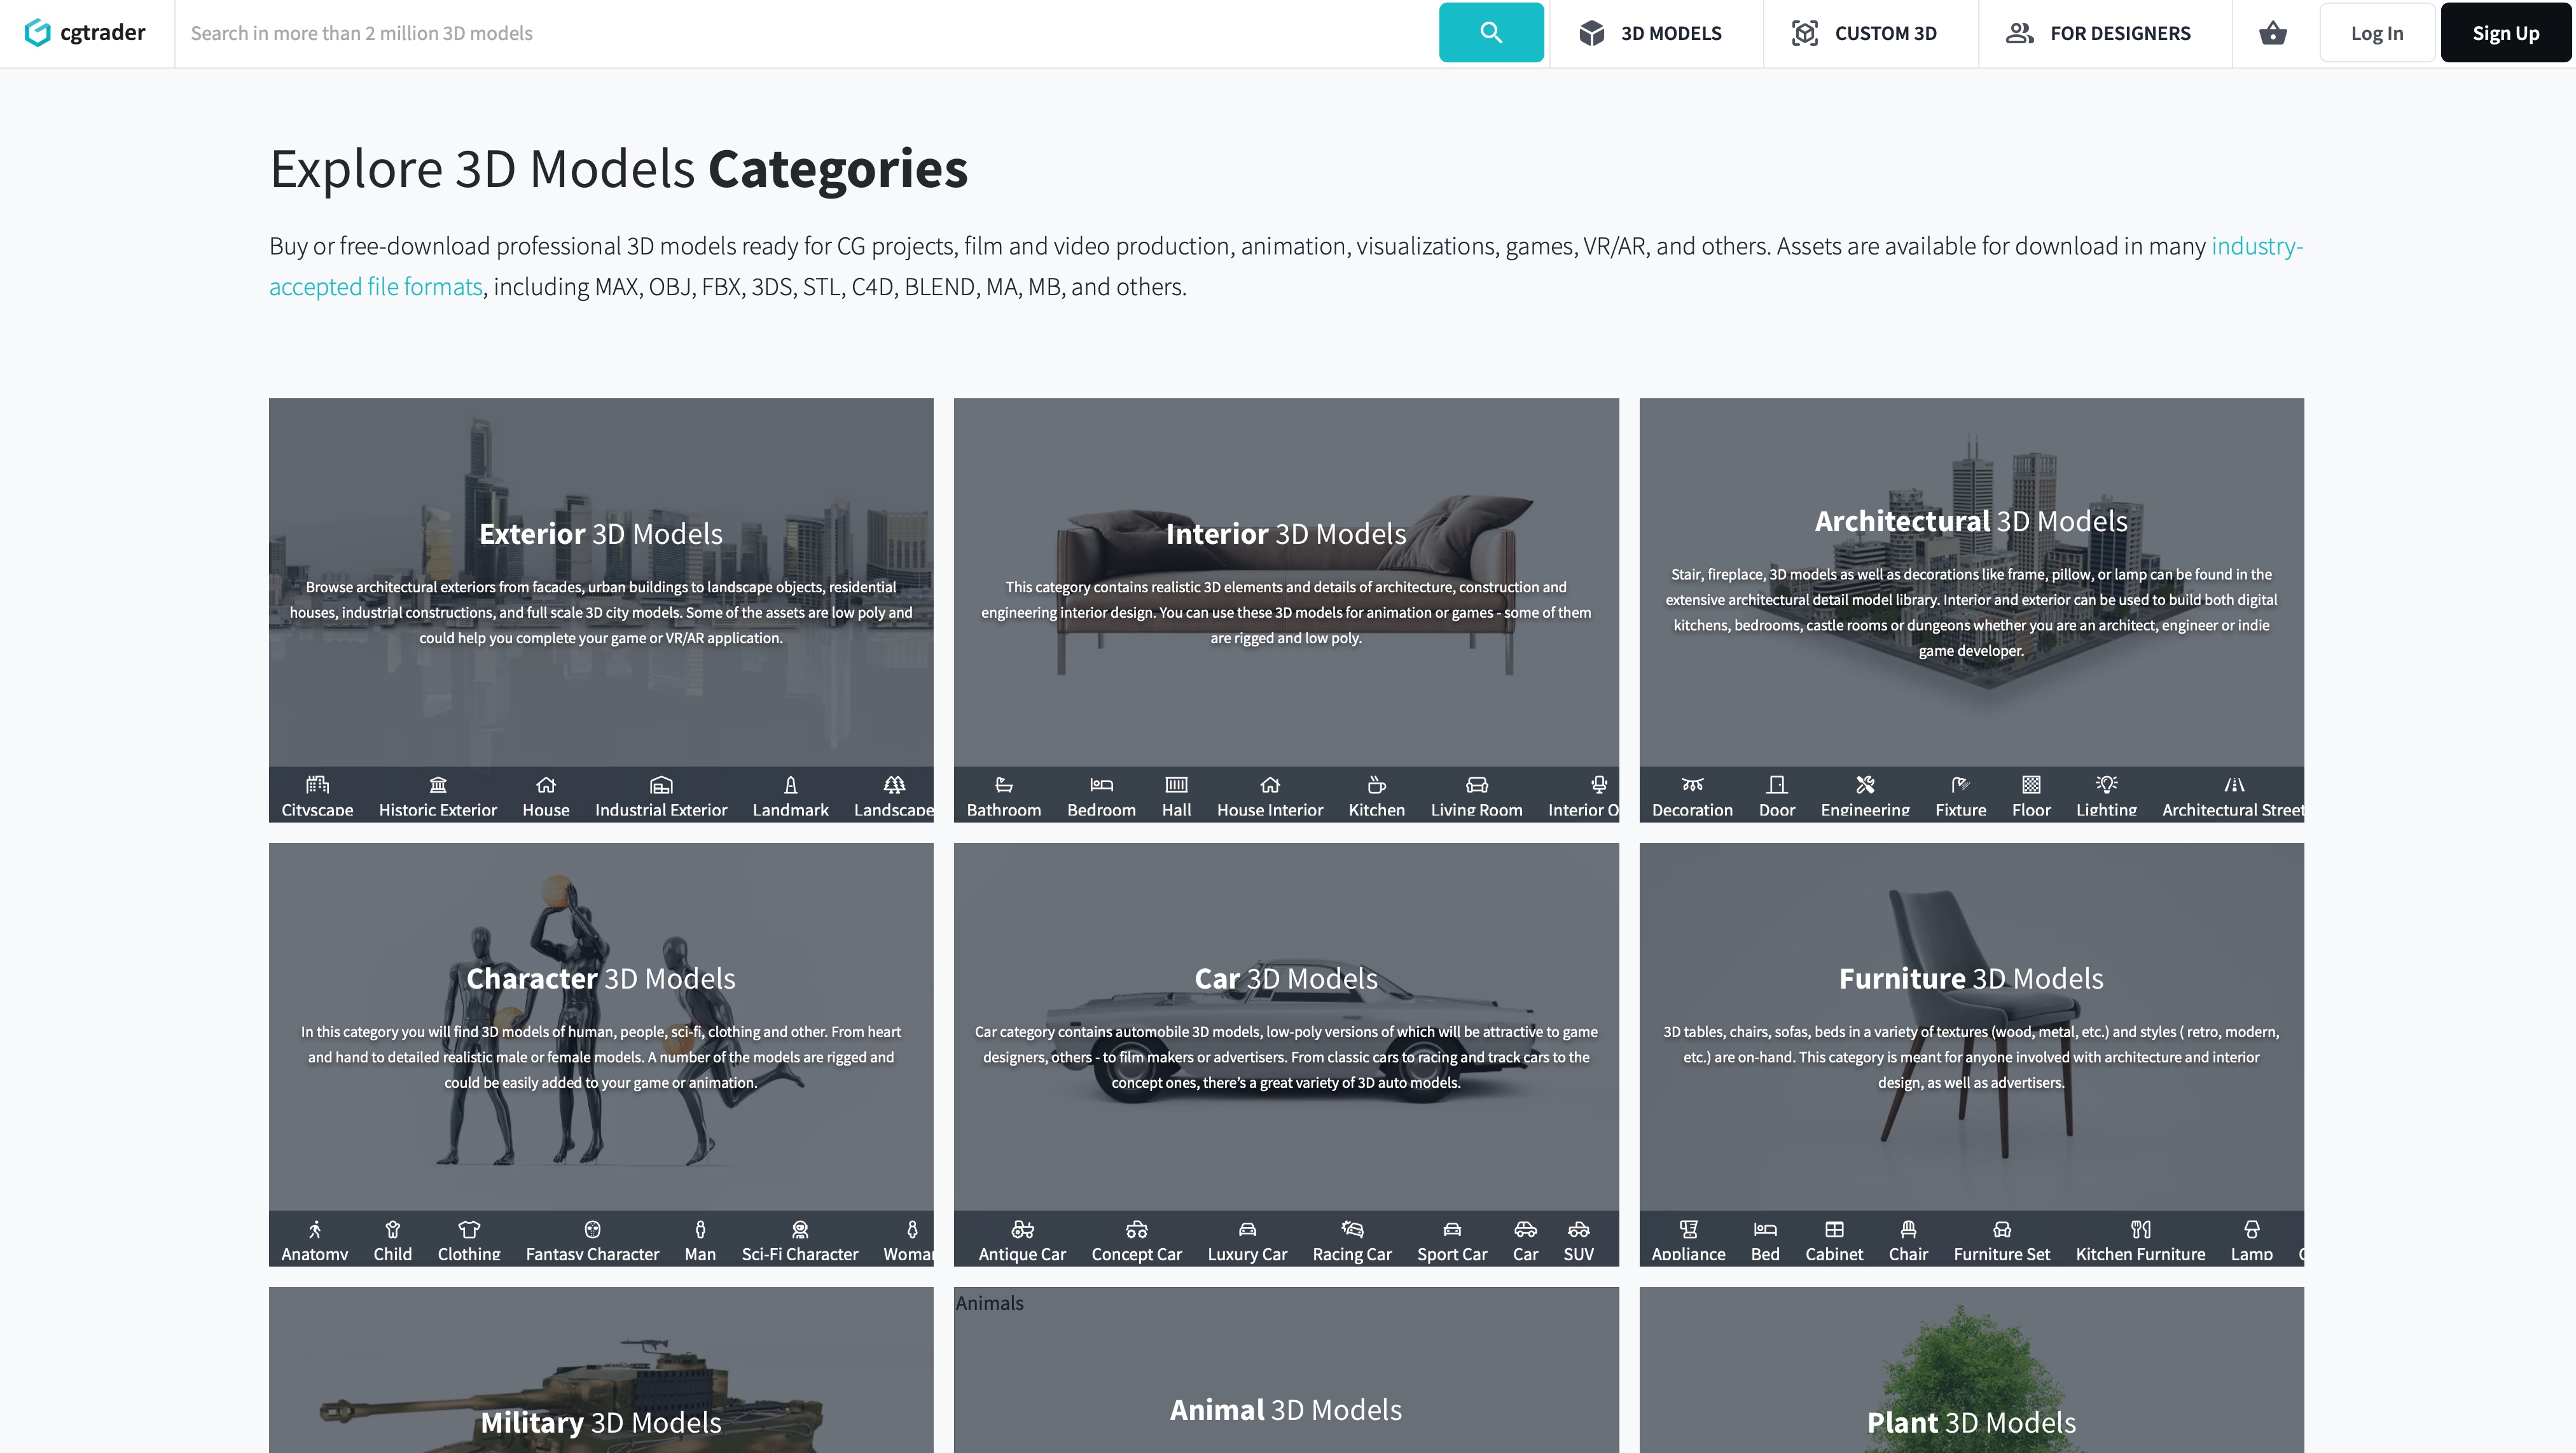 cgtrader
Search in more than 2 million 3D models
3D MODELS
CUSTOM 3D
FOR DESIGNERS
Log In
Sign Up
Explore 3D Models Categories
Buy or free-download professional 3D models ready for CG projects, film and video production, animation, visualizations, games, VR/AR, and others. Assets are available for download in many industry-
accepted file formats, including MAX, OBJ, FBX, 3DS, STL, C4D, BLEND, MA, MB, and others.
Exterior 3D Models
Browse architectural exteriors from facades, urban buildings to landscape objects, residential
houses, industrial constructions, and full scale 3D city models. Some of the assets are low poly and
could help you complete your game or VR/AR application.
Cityscape Historic Exterior House Industrial Exterior Landmark Landscape
Interior 3D Models
This category contains realistic 3D elements and details of architecture, construction and
engineering interior design. You can use these 3D models for animation or games - some of them
are rigged and low poly.
Bathroom Bedroom Hall House Interior Kitchen Living Room Interior O
Architectural 3D Models
Stair, fireplace, 3D models as well as decorations like frame, pillow, or lamp can be found in the
extensive architectural detail model library. Interior and exterior can be used to build both digital
kitchens, bedrooms, castle rooms or dungeons whether you are an architect, engineer or indie
game developer.
Decoration Door Engineering Fixture Floor Lighting Architectural Street
Character 3D Models
In this category you will find 3D models of human, people, sci-fi, clothing and other. From heart
and hand to detailed realistic male or female models. A number of the models are rigged and
could be easily added to your game or animation.
Anatomy Child Clothing Fantasy Character Man Sci-Fi Character Woman
Car 3D Models
Car category contains automobile 3D models, low-poly versions of which will be attractive to game
designers, others - to film makers or advertisers. From classic cars to racing and track cars to the
concept ones, there's a great variety of 3D auto models.
Antique Car Concept Car Luxury Car Racing Car Sport Car Car SUV
Furniture 3D Models
3D tables, chairs, sofas, beds in a variety of textures (wood, metal, etc.) and styles ( retro, modern,
etc.) are on-hand. This category is meant for anyone involved with architecture and interior
design, as well as advertisers.
Appliance Bed Cabinet Chair Furniture Set Kitchen Furniture Lamp
Military 3D Models
Animals
Animal 3D Models
Plant 3D Models